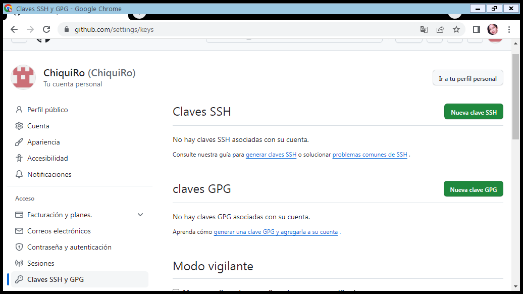 Claves SSH y GPG - Google Chrome
github.com/settings/keys
ChiquiRo (ChiquiRo)
Tu cuenta personal
Ir a tu perfil personal
Perfil público
Cuenta
Apariencia
Accesibilidad
Notificaciones
Acceso
Facturación y planes.
Correos electrónicos
Contraseña y autenticación
Sesiones
Claves SSH y GPG
Claves SSH
Nueva clave SSH
No hay claves SSH asociadas con su cuenta.
Consulte nuestra guía para generar claves SSH o solucionar problemas comunes de SSH .
claves GPG
Nueva clave GPG
No hay claves GPG asociadas con su cuenta.
Aprenda cómo generar una clave GPG y agregarla a su cuenta .
Modo vigilante